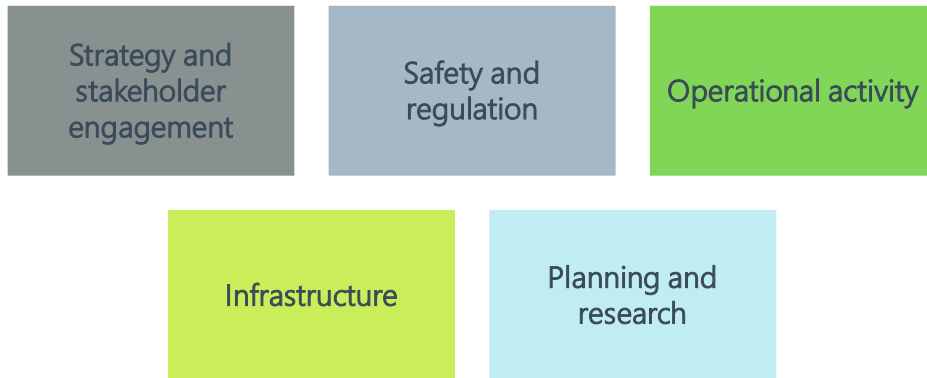 Strategy and
stakeholder
engagement
Safety and
regulation
Operational activity
Infrastructure
Planning and
research